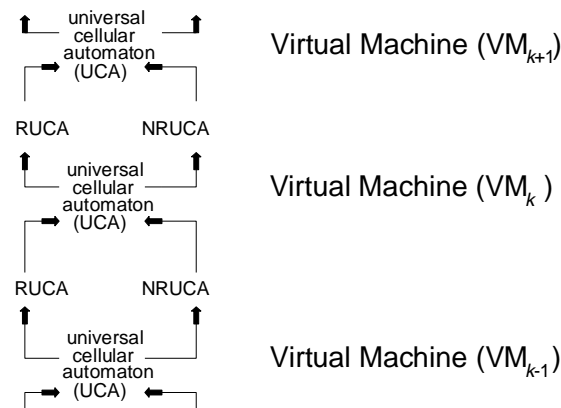 universal
cellular
automaton
(UCA)
Virtual Machine (VMk+1)
RUCA NRUCA
universal
cellular
automaton
(UCA)
Virtual Machine (VMk )
RUCA NRUCA
universal
cellular
automaton
(UCA)
Virtual Machine (VMk-1)